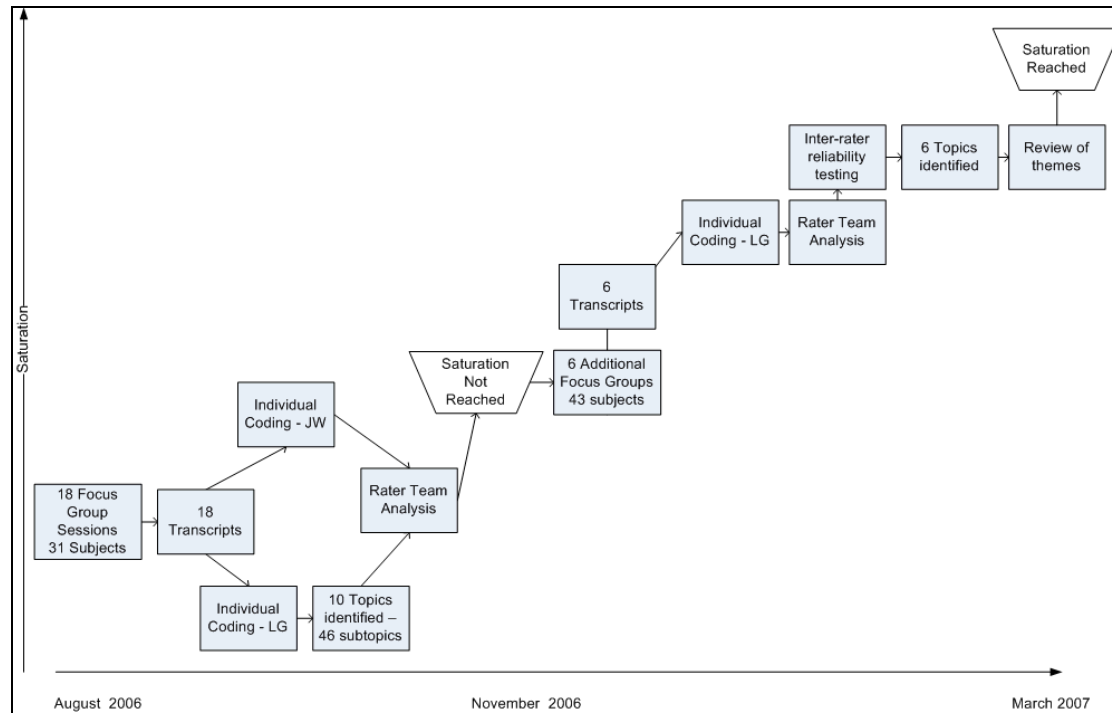 Saturation
Reached
Inter-rater
reliability
testing
6 Topics
identified
Review of
themes
Individual
Coding - LG
Rater Team
Analysis
6
Transcripts
Saturation
Saturation
Not
Reached
6 Additional
Focus Groups
43 subjects
Individual
Coding - JW
Rater Team
Analysis
18 Focus
Group
Sessions
31 Subjects
18
Transcripts
Individual
Coding - LG
10 Topics
identified –
46 subtopics
August 2006
November 2006
March 2007